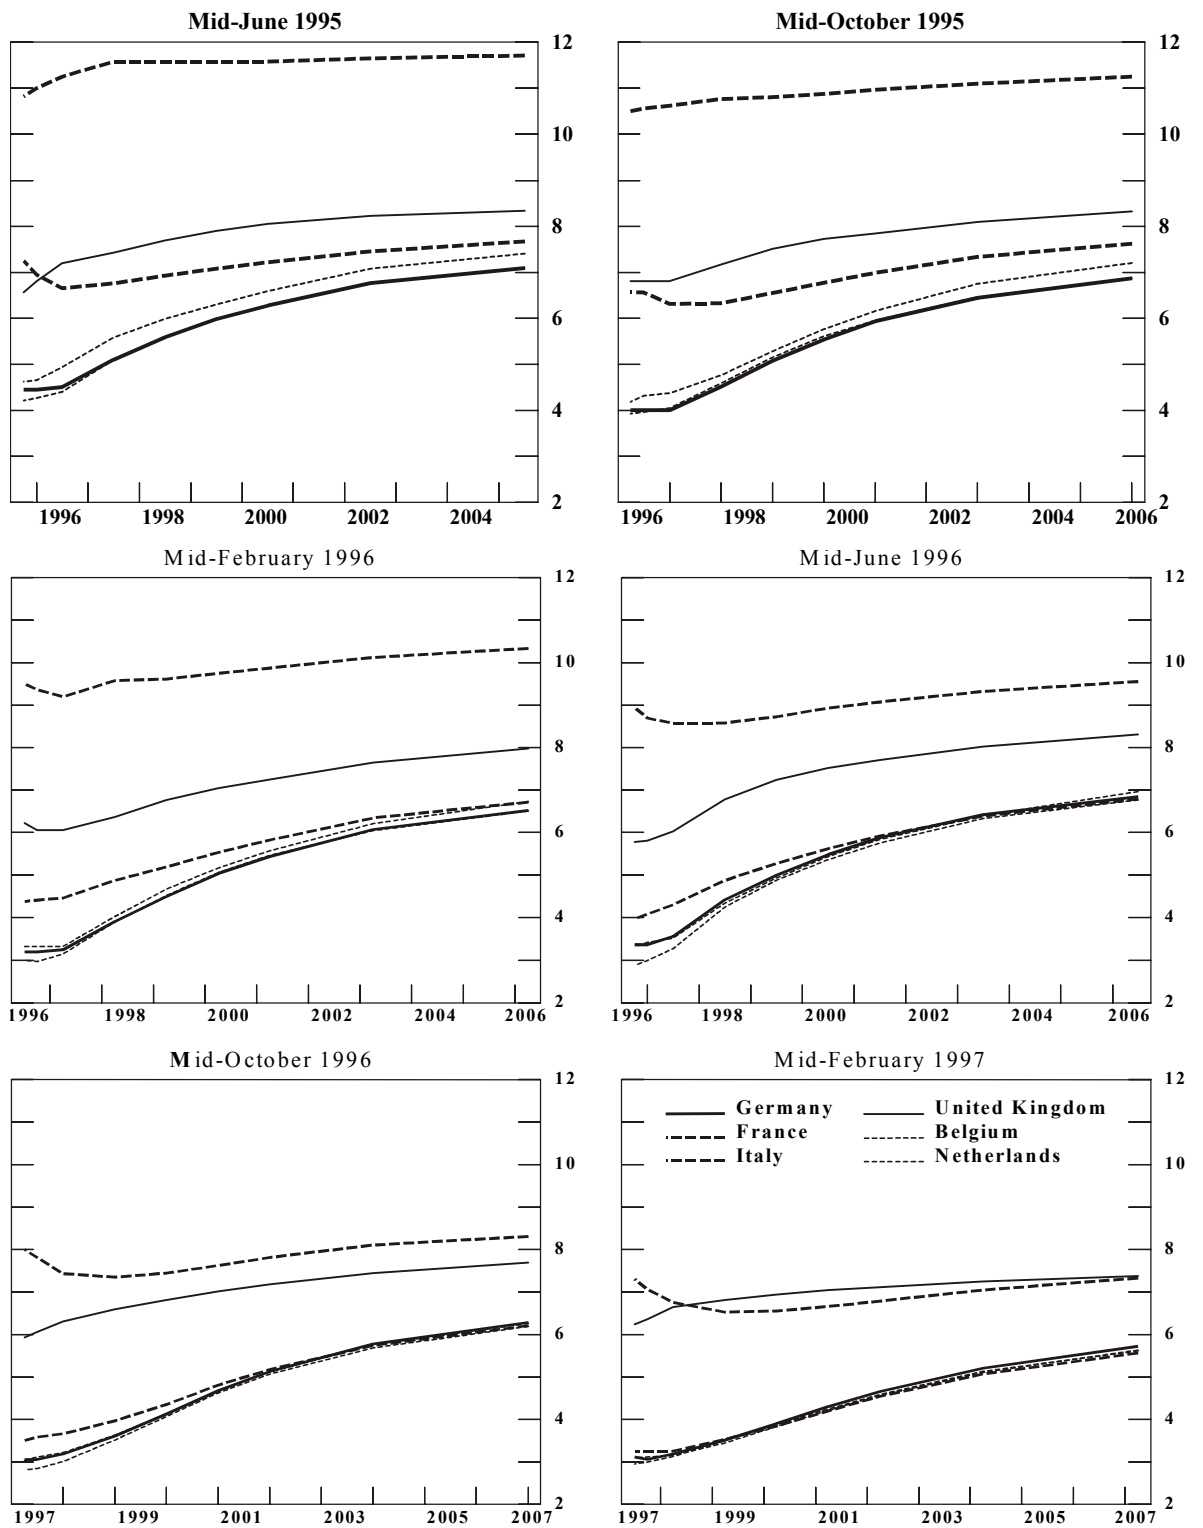 Mid-June 1995
Mid-October 1995
12
10
8
6
4
2
12
10
8
6
4
2
1996 1998 2000 2002 2004
1996 1998 2000 2002 2004 2006
Mid-February 1996
Mid-June 1996
12
10
8
6
4
2
12
10
8
6
4
2
1996 1998 2000 2002 2004 2006
1996 1998 2000 2002 2004 2006
Mid-October 1996
Mid-February 1997
12
10
8
6
4
2
12
10
8
6
4
2
Germany United Kingdom
France Belgium
Italy Netherlands
1997 1999 2001 2003 2005 2007
1997 1999 2001 2003 2005 2007